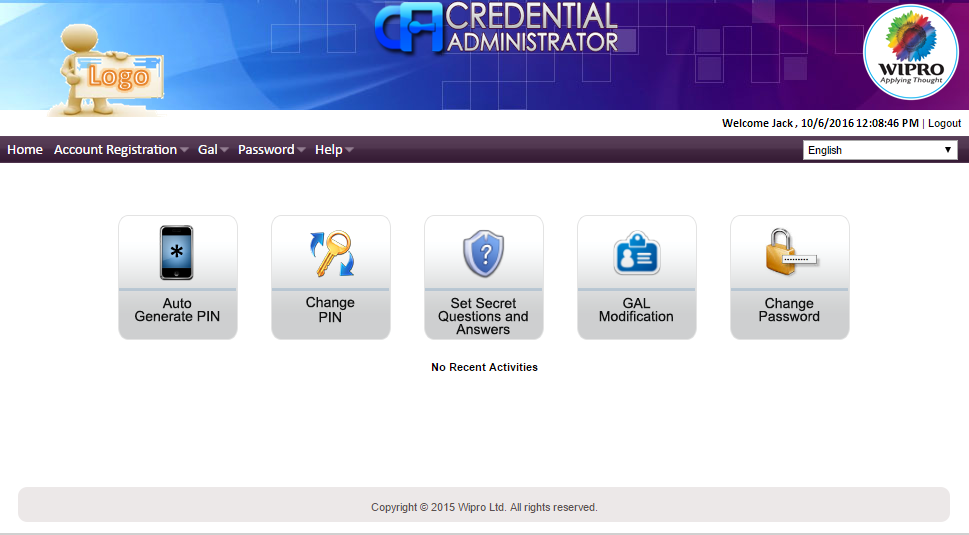 CA CREDENTIAL
ADMINISTRATOR
Logo
WIPRO
Applying Thought
Welcome Jack , 10/6/2016 12:08:46 PM | Logout
Home Account Registration Gal Password Help English
*
?
Auto
Generate PIN
Change
PIN
Set Secret
Questions and
Answers
GAL
Modification
Change
Password
No Recent Activities
Copyright © 2015 Wipro Ltd. All rights reserved.